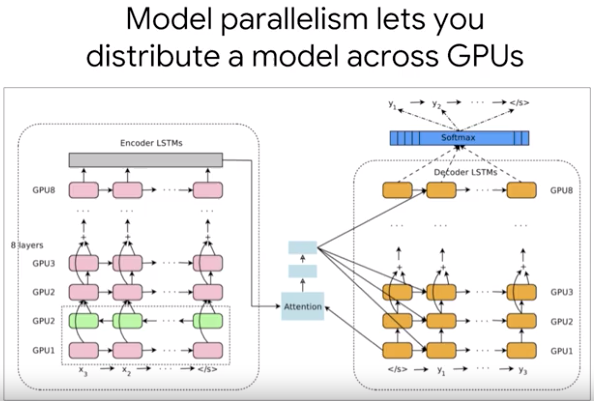 Model parallelism lets you
distribute a model across GPUs
y₁ y₂ ... </s>
Softmax
Encoder LSTMs
Decoder LSTMs
GPU8
GPU8
...
...
8 layers
+ + +
+ + +
GPU3
GPU3
GPU2
GPU2
GPU2
Attention
GPU1
GPU1
x₃ x₂ ... </s>
</s> y₁ ... y₃